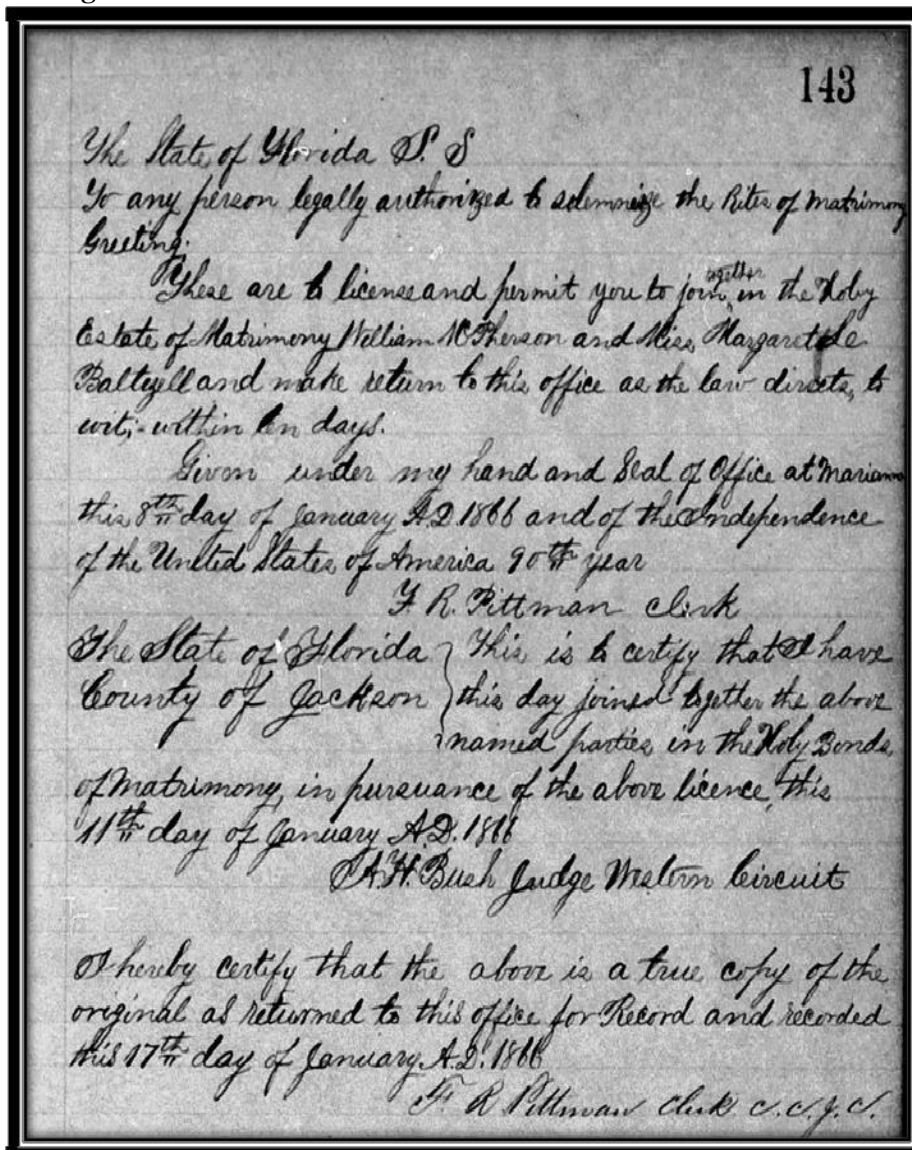 143
The State of Florida S. S
To any person legally authorized to solemnize the Rites of Matrimony
Greeting.
These are to license and permit you to join together in the Holy
Estate of Matrimony William McPherson and Miss Margaret
Baltzell and make return to this office as the law directs, to
wit;- within ten days.
Given under my hand and Seal of Office at Marianna
this 8th day of January A.D. 1866 and of the Independence
of the United States of America 90th year
F. R. Pittman Clerk
The State of Florida } This is to certify that I have
County of Jackson } this day joined together the above
named parties in the Holy Bonds
of Matrimony, in pursuance of the above licence, this
11th day of January A.D. 1866
A. H. Bush Judge Western Circuit
I hereby certify that the above is a true copy of the
original as returned to this office for Record and recorded
this 17th day of January A.D. 1866
F. R. Pittman Clerk C.C.J.C.